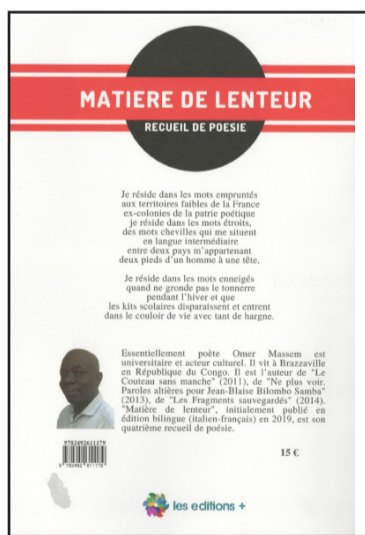 MATIERE DE LENTEUR
RECUEIL DE POESIE
Je réside dans les mots empruntés
aux territoires faibles de la France
ex-colonies de la patrie poétique
je réside dans les mots étroits,
des mots chevilles qui me situent
en langue intermédiaire
entre deux pays m'appartenant
deux pieds d'un homme à une tête.
Je réside dans les mots enneigés
quand ne gronde pas le tonnerre
pendant l'hiver et que
les kits scolaires disparaissent et entrent
dans le couloir de vie avec tant de hargne.
Essentiellement poète Omer Massem est
universitaire et acteur culturel. Il vit à Brazzaville
en République du Congo. Il est l'auteur de "Le
Couteau sans manche" (2011), de "Ne plus voir.
Paroles altières pour Jean-Blaise Bilombo Samba"
(2013), de "Les Fragments sauvegardés" (2014).
"Matière de lenteur", initialement publié en
édition bilingue (italien-français) en 2019, est son
quatrième recueil de poésie.
9782492611179
9 782492 611179
15 €
les editions +